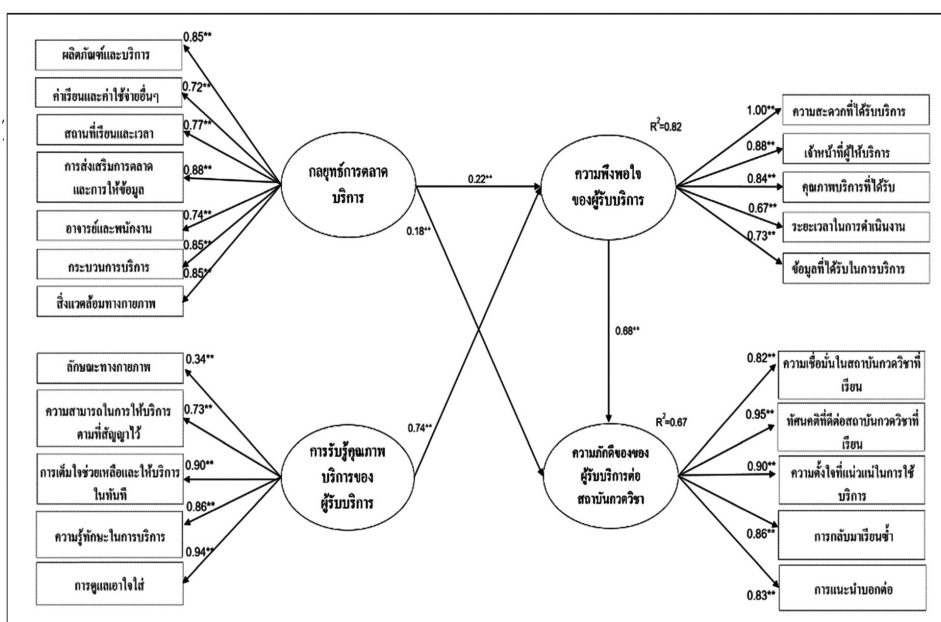 0.85**
ผลิตภัณฑ์และบริการ
0.72**
ค่าเรียนและค่าใช้จ่ายอื่นๆ
0.77**
สถานที่เรียนและเวลา
0.88**
การส่งเสริมการตลาด
และการให้ข้อมูล
0.74**
อาจารย์และพนักงาน
0.85**
กระบวนการบริการ
0.85**
สิ่งแวดล้อมทางกายภาพ
กลยุทธ์การตลาด
บริการ
0.22**
0.18**
R²=0.82
ความพึงพอใจ
ของผู้รับบริการ
1.00**
ความสะดวกที่ได้รับบริการ
0.88**
เจ้าหน้าที่ผู้ให้บริการ
0.84**
คุณภาพบริการที่ได้รับ
0.67**
ระยะเวลาในการดำเนินงาน
0.73**
ข้อมูลที่ได้รับในการบริการ
0.68**
0.34**
ลักษณะทางกายภาพ
0.73**
ความสามารถในการให้บริการ
ตามที่สัญญาไว้
0.90**
การเต็มใจช่วยเหลือและให้บริการ
ในทันที
0.86**
ความรู้ทักษะในการบริการ
0.94**
การดูแลเอาใจใส่
การรับรู้คุณภาพ
บริการของ
ผู้รับบริการ
0.74**
R²=0.67
ความภักดีของของ
ผู้รับบริการต่อ
สถาบันกวดวิชา
0.82**
ความเชื่อมั่นในสถาบันกวดวิชาที่
เรียน
0.95**
ทัศนคติที่ดีต่อสถาบันกวดวิชาที่
เรียน
0.90**
ความตั้งใจที่แน่วแน่ในการใช้
บริการ
0.86**
การกลับมาเรียนซ้ำ
0.83**
การแนะนำบอกต่อ